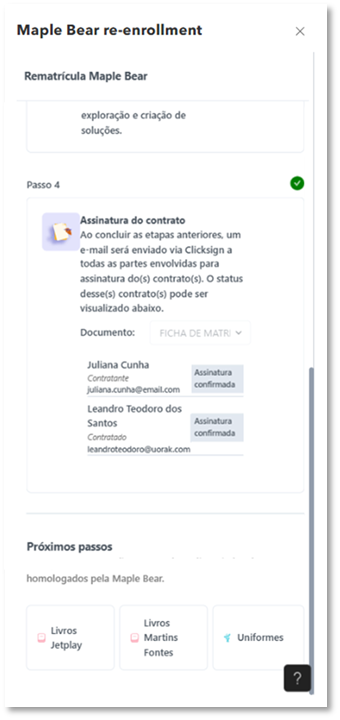 Maple Bear re-enrollment
Rematrícula Maple Bear
exploração e criação de
soluções.
Passo 4
Assinatura do contrato
Ao concluir as etapas anteriores, um
e-mail será enviado via Clicksign a
todas as partes envolvidas para
assinatura do(s) contrato(s). O status
desse(s) contrato(s) pode ser
visualizado abaixo.
Documento:
FICHA DE MATRI
Juliana Cunha
Contratante
juliana.cunha@email.com
Assinatura
confirmada
Leandro Teodoro dos
Santos
Contratado
leandroteodoro@uorak.com
Assinatura
confirmada
Próximos passos
homologados pela Maple Bear.
Livros
Jetplay
Livros
Martins
Fontes
Uniformes
?